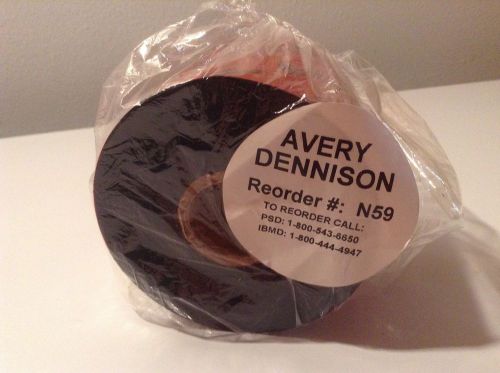 AVERY
DENNISON
Reorder #: N59
TO REORDER CALL:
PSD: 1-800-543-6650
IBMD: 1-800-444-4947